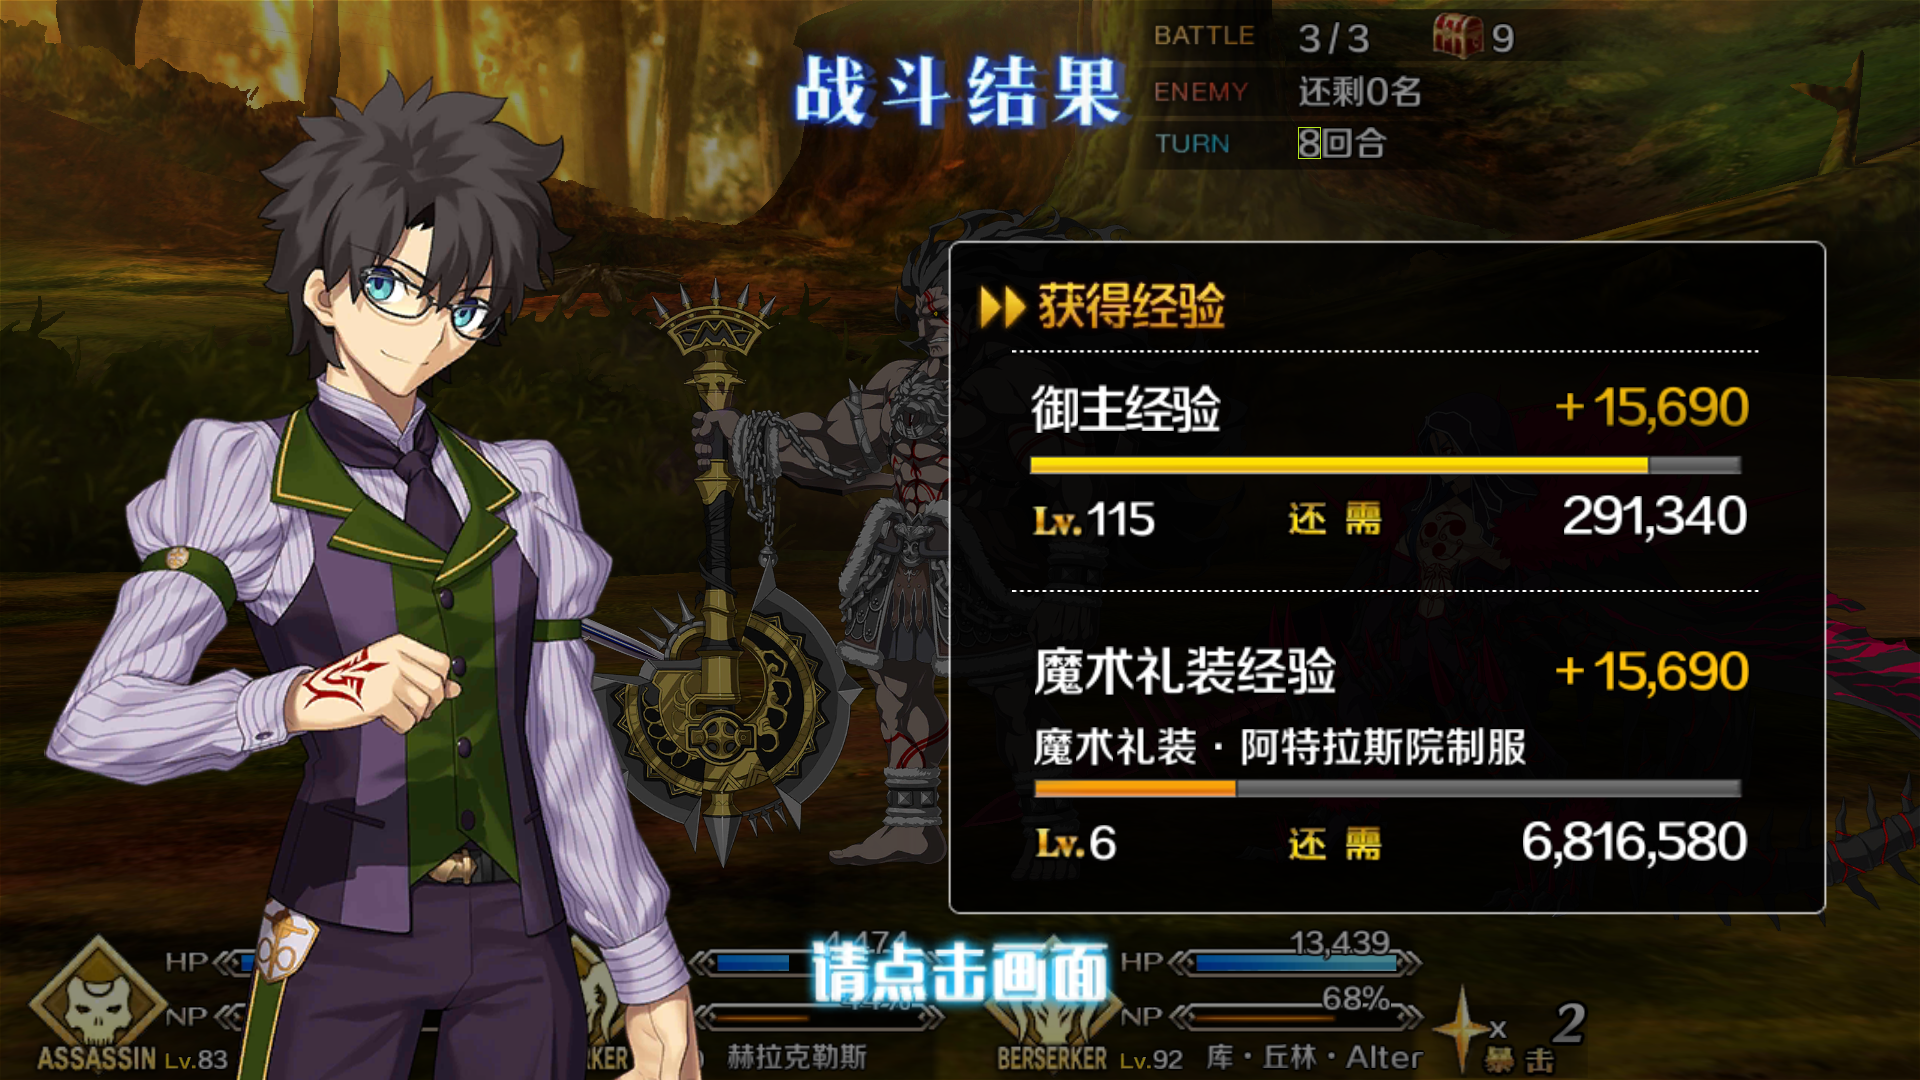 BATTLE 3/3 9
战斗结果
ENEMY 还剩0名
TURN 8回合
获得经验
御主经验 +15,690
Lv.115 还需 291,340
魔术礼装经验 +15,690
魔术礼装·阿特拉斯院制服
Lv.6 还需 6,816,580
请点击画面
HP 4,474 HP 13,439
NP NP 68%
ASSASSIN Lv.83 赫拉克勒斯 BERSERKER Lv.92 库·丘林·Alter
x 2
暴击